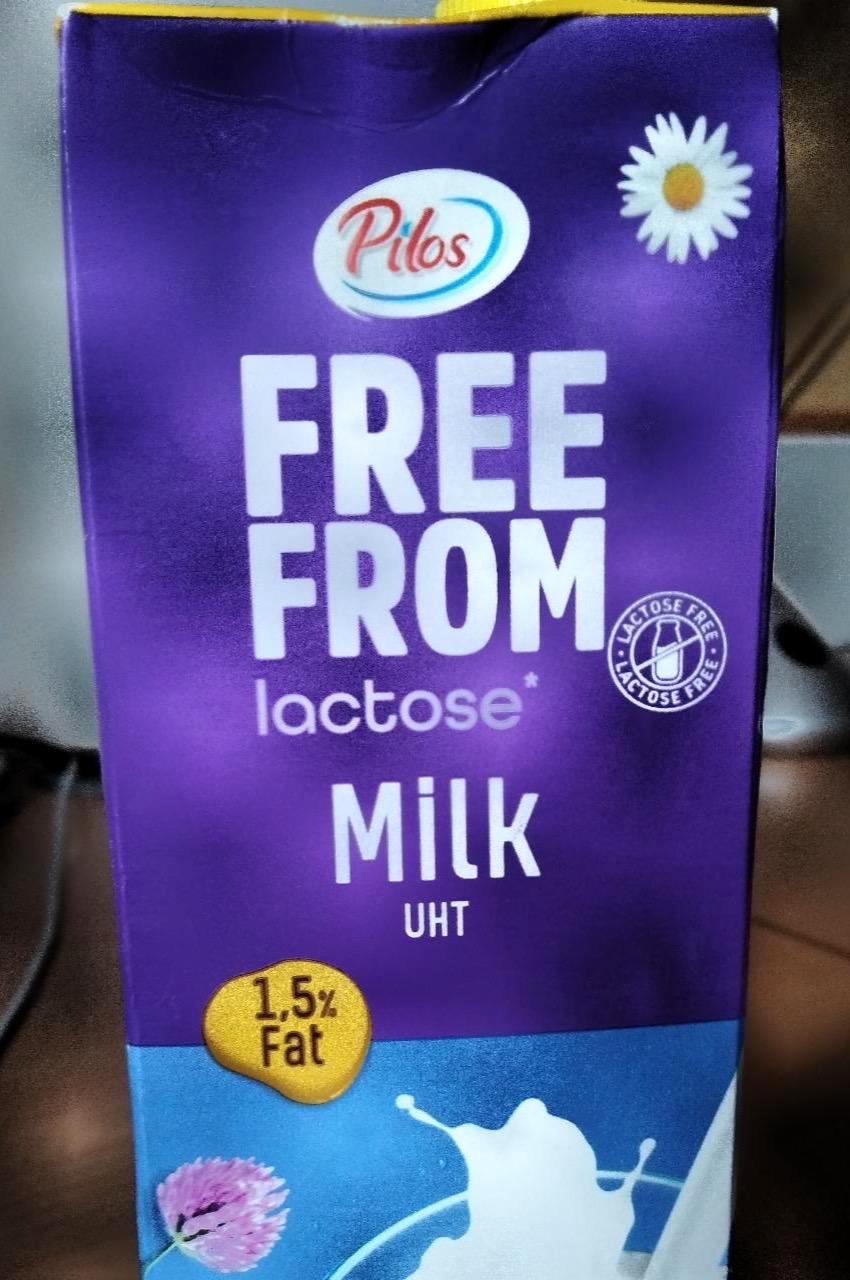 Pilos
FREE
FROM
lactose*
LACTOSE FREE
LACTOSE FREE
Milk
UHT
1,5%
Fat